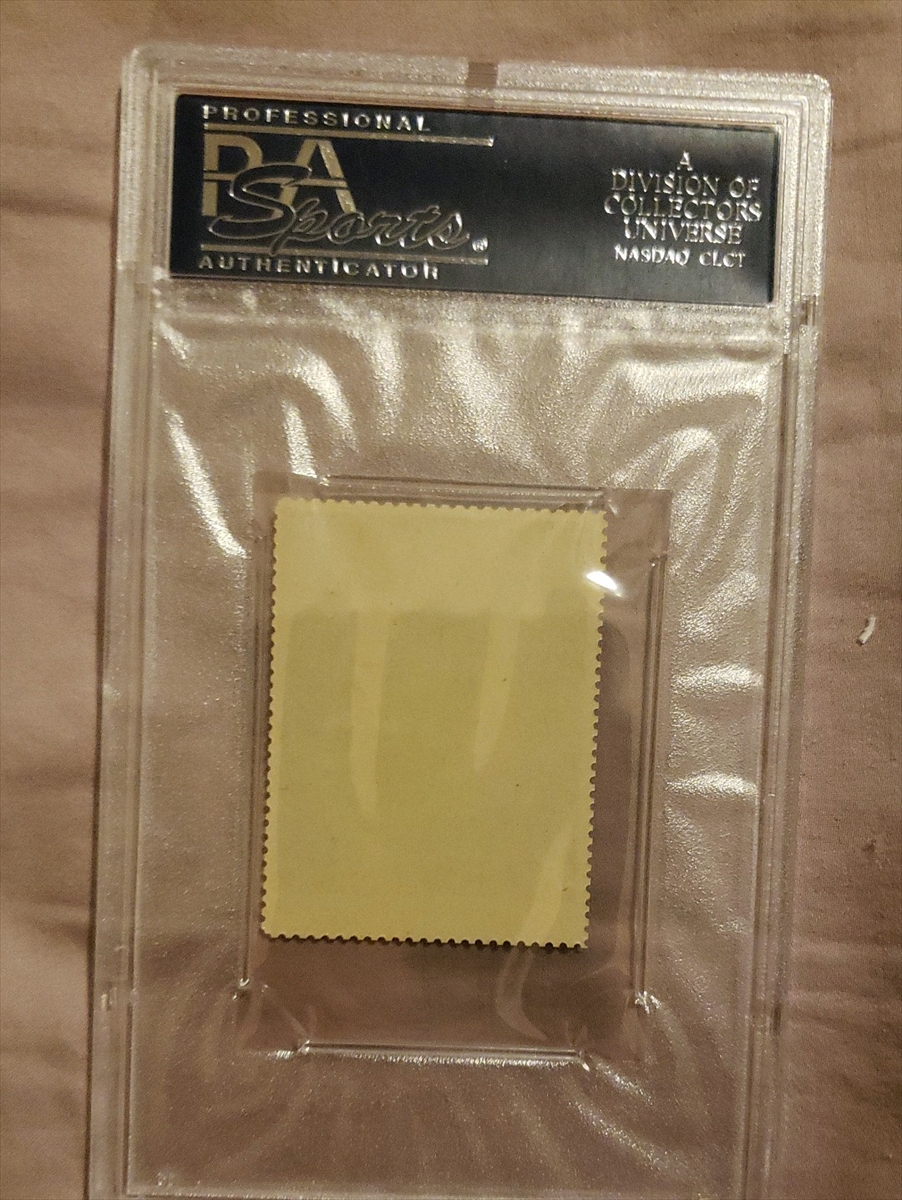 PROFESSIONAL
PSA
Sports®
AUTHENTICATOR
A
DIVISION OF
COLLECTORS
UNIVERSE
NASDAQ CLCT